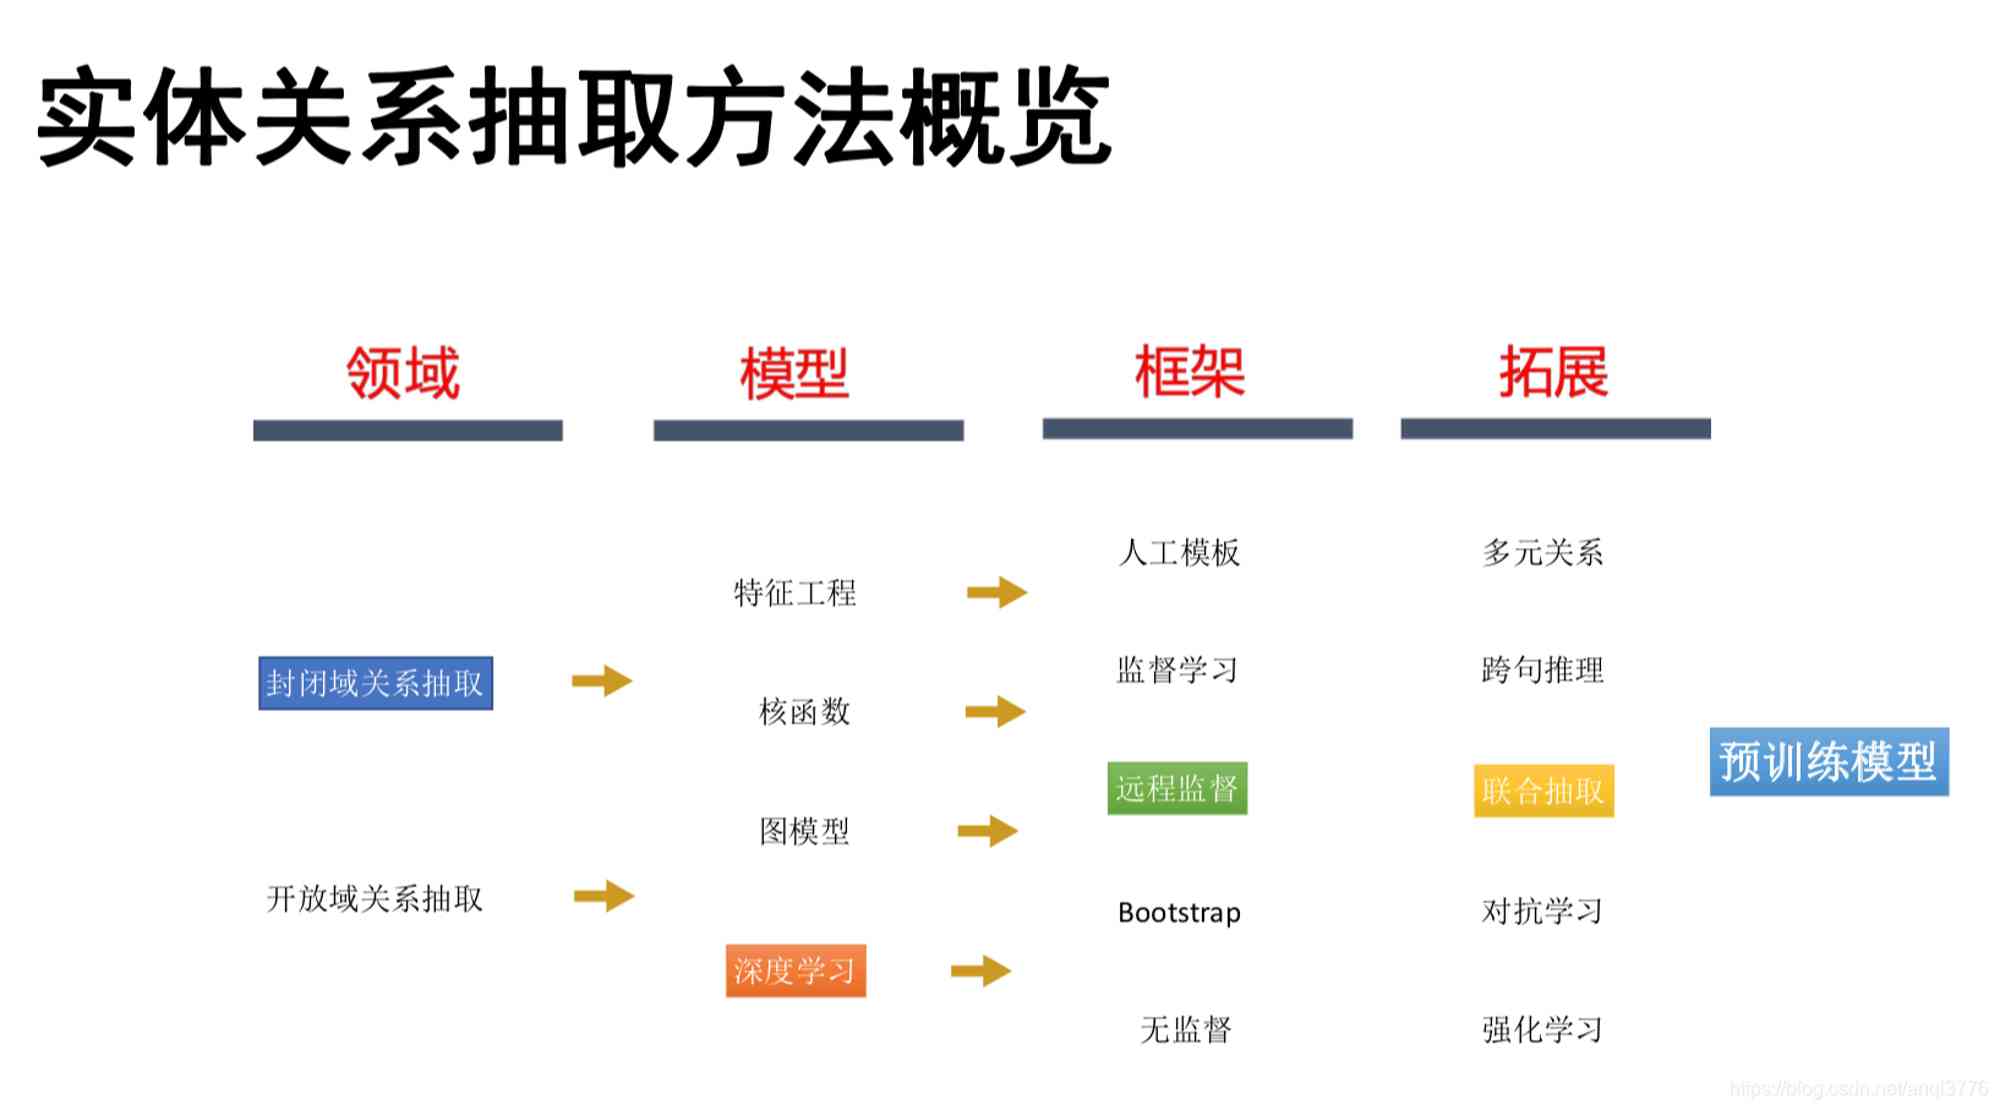 实体关系抽取方法概览
领域
模型
框架
拓展
封闭域关系抽取
开放域关系抽取
特征工程
核函数
图模型
深度学习
人工模板
监督学习
远程监督
Bootstrap
无监督
多元关系
跨句推理
联合抽取
对抗学习
强化学习
预训练模型
https://blog.csdn.net/anqi3776